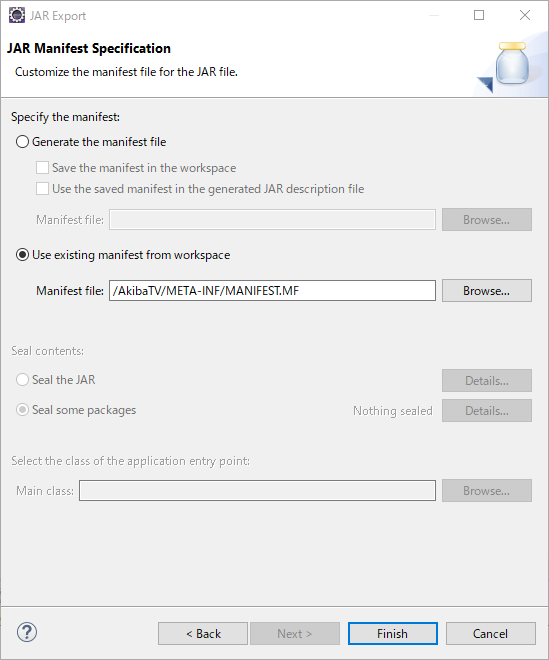 JAR Export
JAR Manifest Specification
Customize the manifest file for the JAR file.
Specify the manifest:
Generate the manifest file
Save the manifest in the workspace
Use the saved manifest in the generated JAR description file
Manifest file: Browse...
Use existing manifest from workspace
Manifest file: /AkibaTV/META-INF/MANIFEST.MF Browse...
Seal contents:
Seal the JAR Details...
Seal some packages Nothing sealed Details...
Select the class of the application entry point:
Main class: Browse...
? < Back Next > Finish Cancel